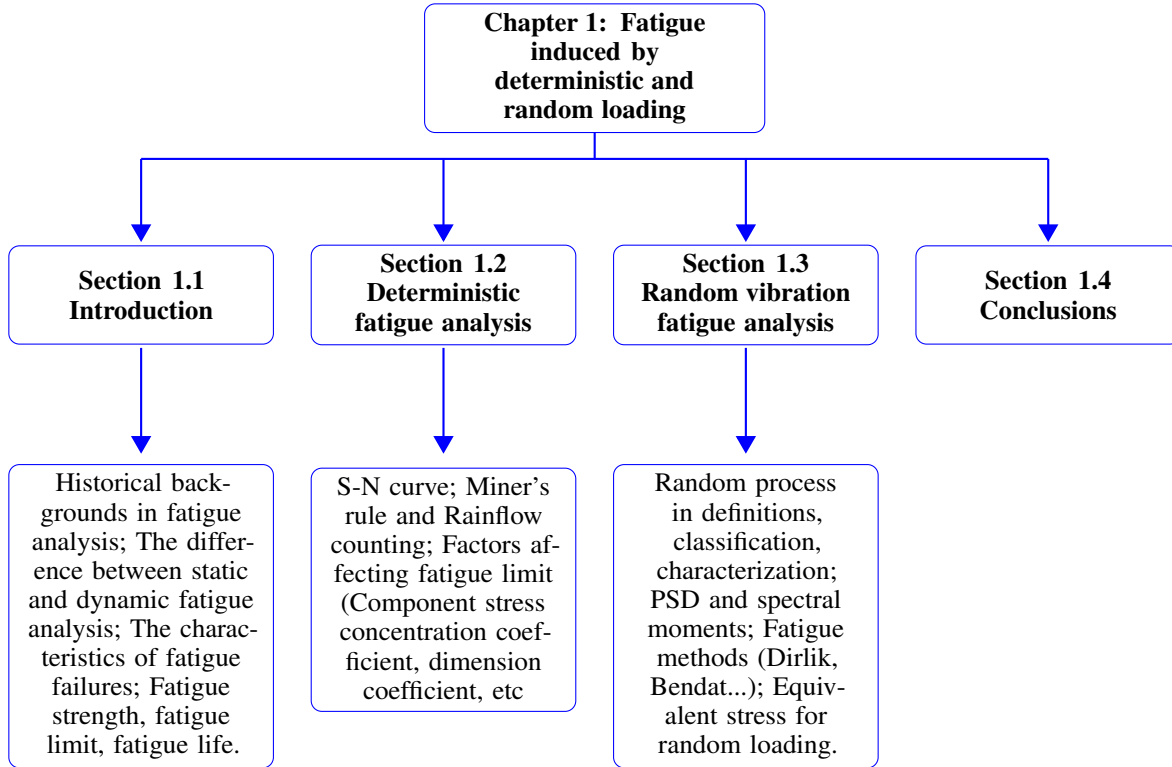 Chapter 1: Fatigue
induced by
deterministic and
random loading
Section 1.1
Introduction
Section 1.2
Deterministic
fatigue analysis
Section 1.3
Random vibration
fatigue analysis
Section 1.4
Conclusions
Historical back-
grounds in fatigue
analysis; The differ-
ence between static
and dynamic fatigue
analysis; The charac-
teristics of fatigue
failures; Fatigue
strength, fatigue
limit, fatigue life.
S-N curve; Miner's
rule and Rainflow
counting; Factors af-
fecting fatigue limit
(Component stress
concentration coef-
ficient, dimension
coefficient, etc
Random process
in definitions,
classification,
characterization;
PSD and spectral
moments; Fatigue
methods (Dirlik,
Bendat...); Equiv-
alent stress for
random loading.